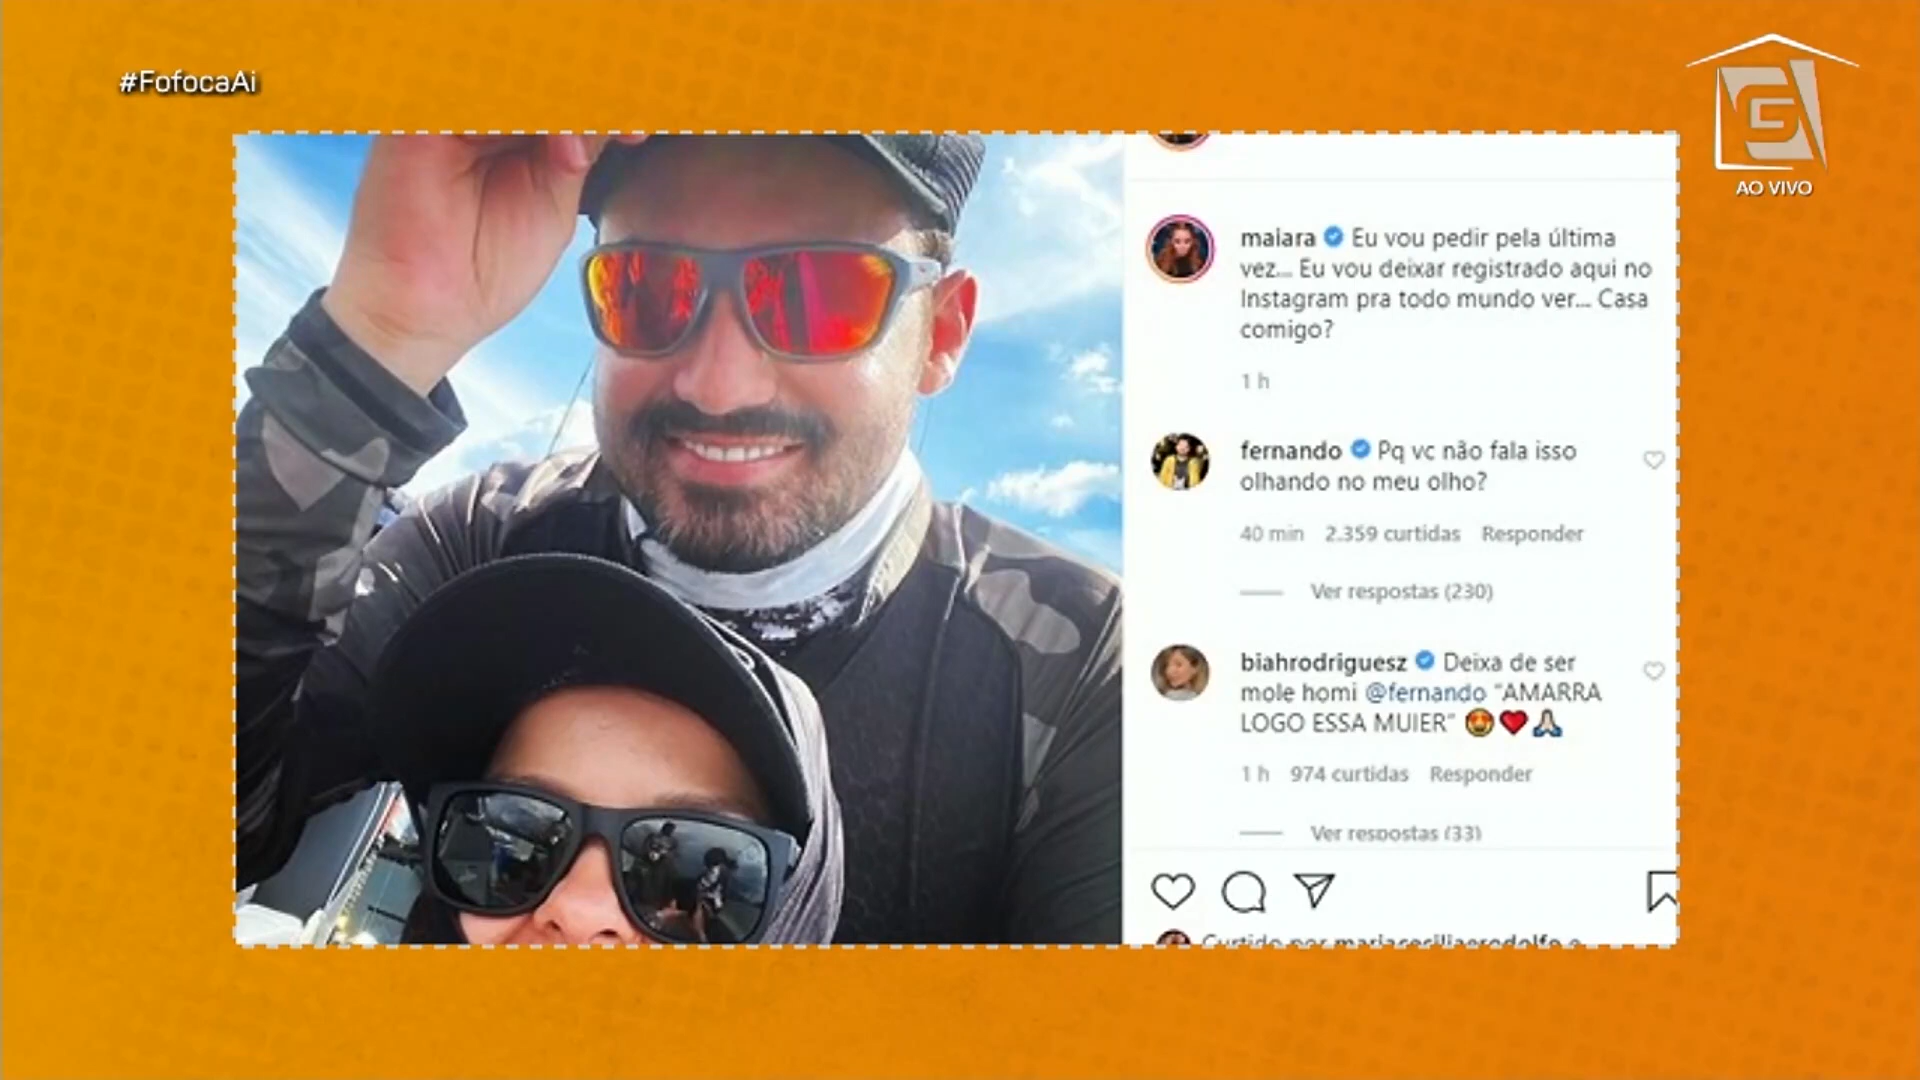 #FofocaAi
AO VIVO
maiara Eu vou pedir pela última
vez... Eu vou deixar registrado aqui no
Instagram pra todo mundo ver... Casa
comigo?
1 h
fernando Pq vc não fala isso
olhando no meu olho?
40 min 2.359 curtidas Responder
Ver respostas (230)
biahrodriguesz Deixa de ser
mole homi @fernando "AMARRA
LOGO ESSA MUIER"
1 h 974 curtidas Responder
Ver respostas (33)
Curtido por mariaceciliaerodolfo e